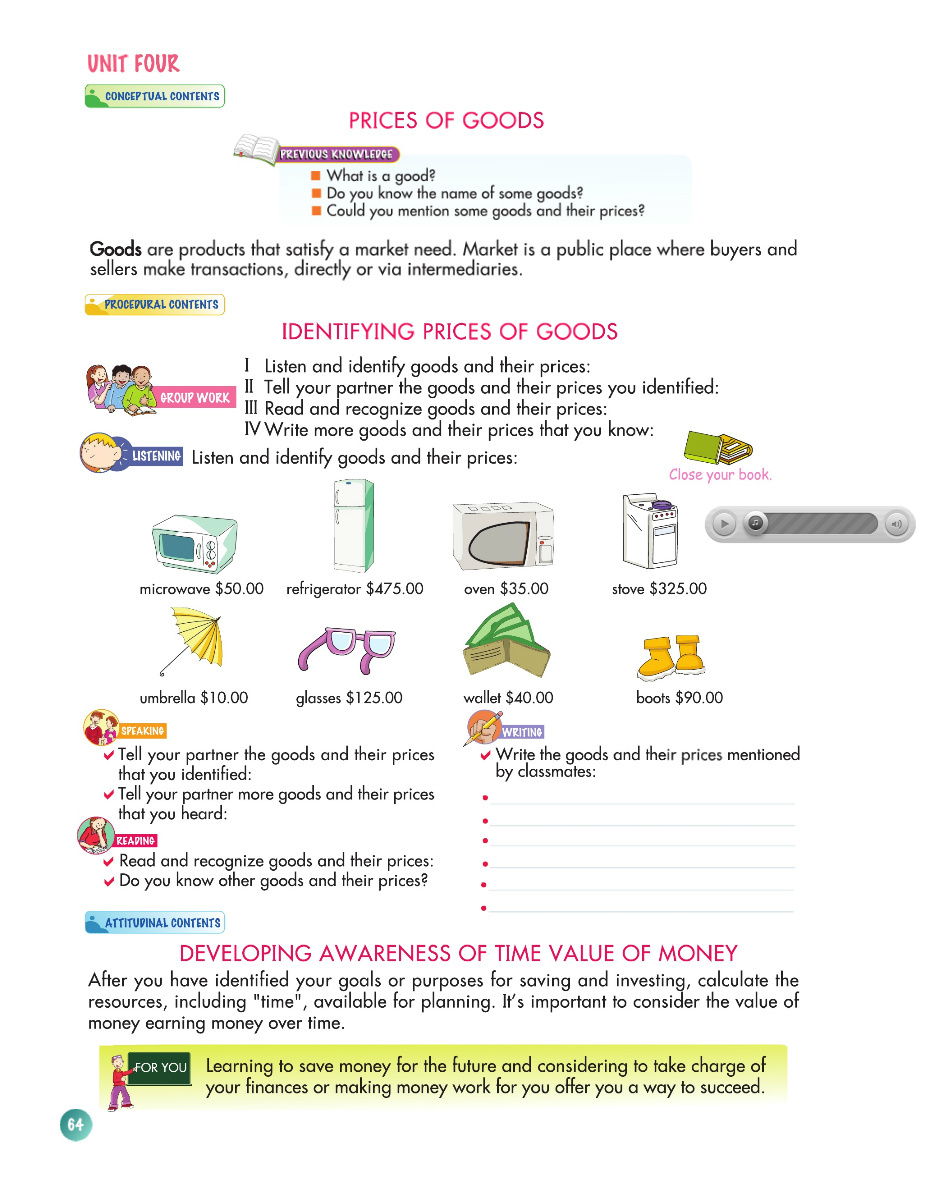 UNIT FOUR
CONCEPTUAL CONTENTS
PRICES OF GOODS
PREVIOUS KNOWLEDGE
What is a good?
Do you know the name of some goods?
Could you mention some goods and their prices?
Goods are products that satisfy a market need. Market is a public place where buyers and
sellers make transactions, directly or via intermediaries.
PROCEDURAL CONTENTS
IDENTIFYING PRICES OF GOODS
GROUP WORK
I Listen and identify goods and their prices:
II Tell your partner the goods and their prices you identified:
III Read and recognize goods and their prices:
IV Write more goods and their prices that you know:
LISTENING
Listen and identify goods and their prices:
Close your book.
microwave $50.00 refrigerator $475.00 oven $35.00 stove $325.00
umbrella $10.00 glasses $125.00 wallet $40.00 boots $90.00
SPEAKING
Tell your partner the goods and their prices
that you identified:
Tell your partner more goods and their prices
that you heard:
READING
Read and recognize goods and their prices:
Do you know other goods and their prices?
WRITING
Write the goods and their prices mentioned
by classmates:
ATTITUDINAL CONTENTS
DEVELOPING AWARENESS OF TIME VALUE OF MONEY
After you have identified your goals or purposes for saving and investing, calculate the
resources, including "time", available for planning. It's important to consider the value of
money earning money over time.
FOR YOU
Learning to save money for the future and considering to take charge of
your finances or making money work for you offer you a way to succeed.
64